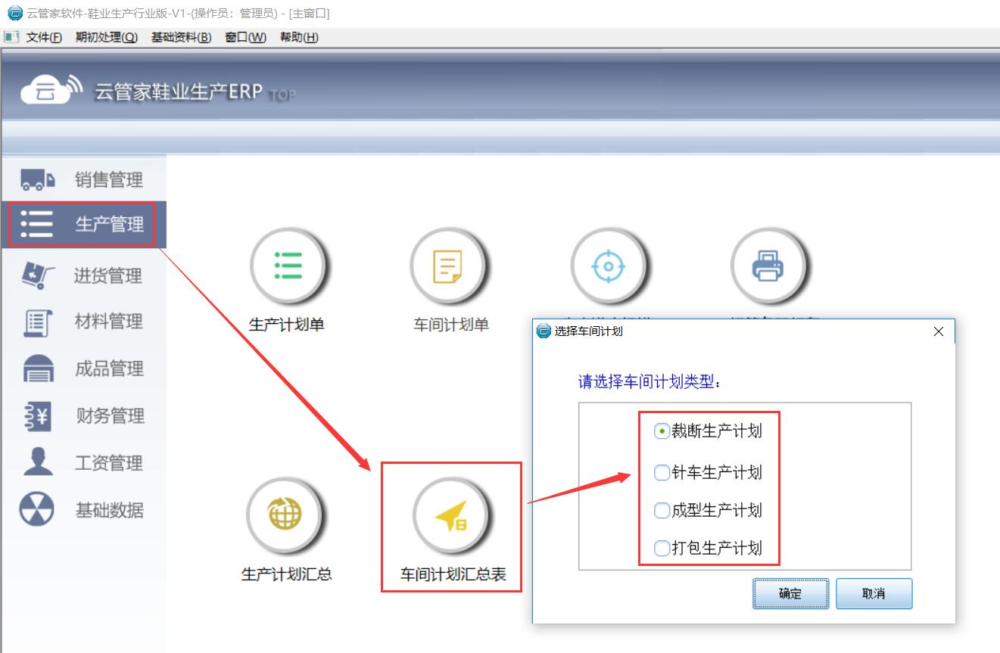 云管家软件-鞋业生产行业版-V1-(操作员：管理员) - [主窗口]
文件(F) 期初处理(Q) 基础资料(B) 窗口(W) 帮助(H)
云 云管家鞋业生产ERP TOP
销售管理
生产管理
进货管理
材料管理
成品管理
财务管理
工资管理
基础数据
生产计划单 车间计划单
生产计划汇总 车间计划汇总表
选择车间计划
请选择车间计划类型:
裁断生产计划
针车生产计划
成型生产计划
打包生产计划
确定 取消